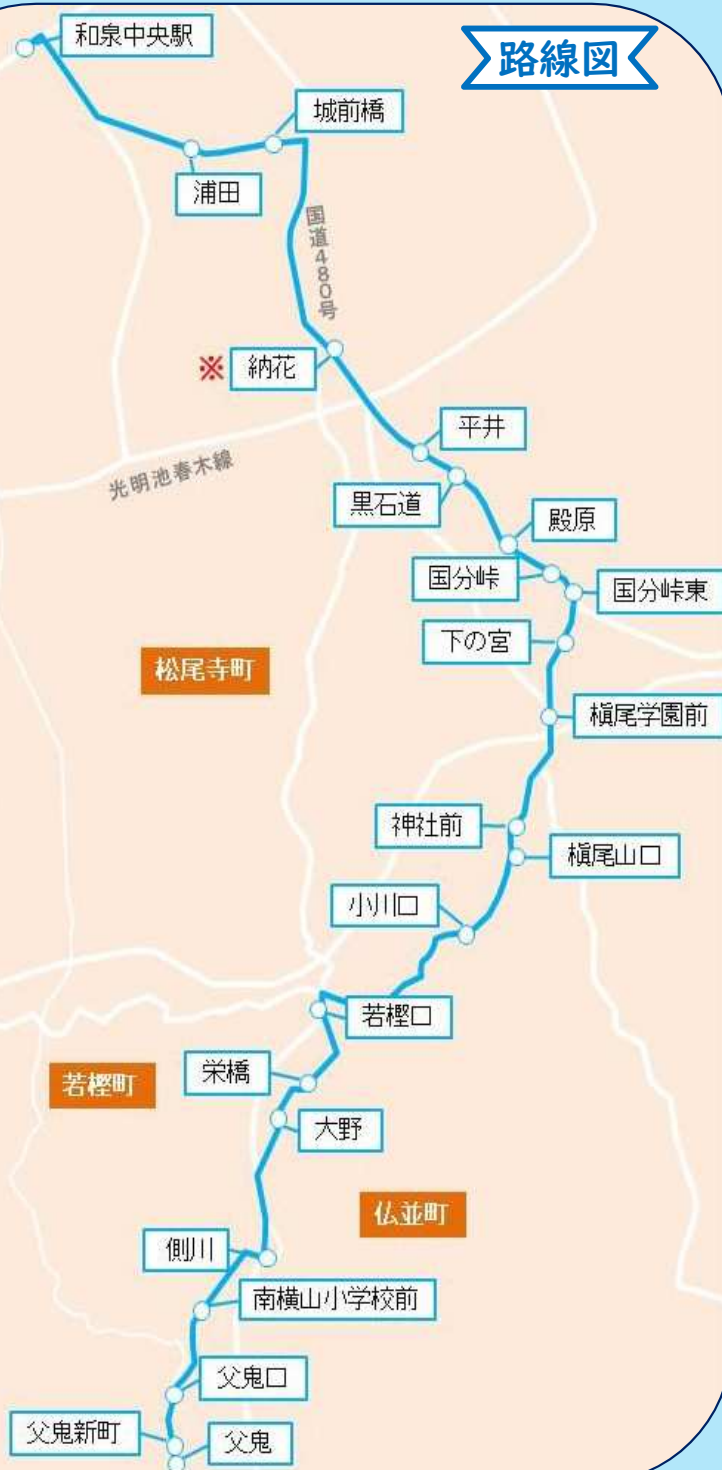 路線図
和泉中央駅
城前橋
浦田
国道480号
※ 納花
平井
光明池春木線
黒石道
殿原
国分峠
国分峠東
下の宮
松尾寺町
槇尾学園前
神社前
槇尾山口
小川口
若樫口
栄橋
若樫町
大野
仏並町
側川
南横山小学校前
父鬼口
父鬼新町
父鬼